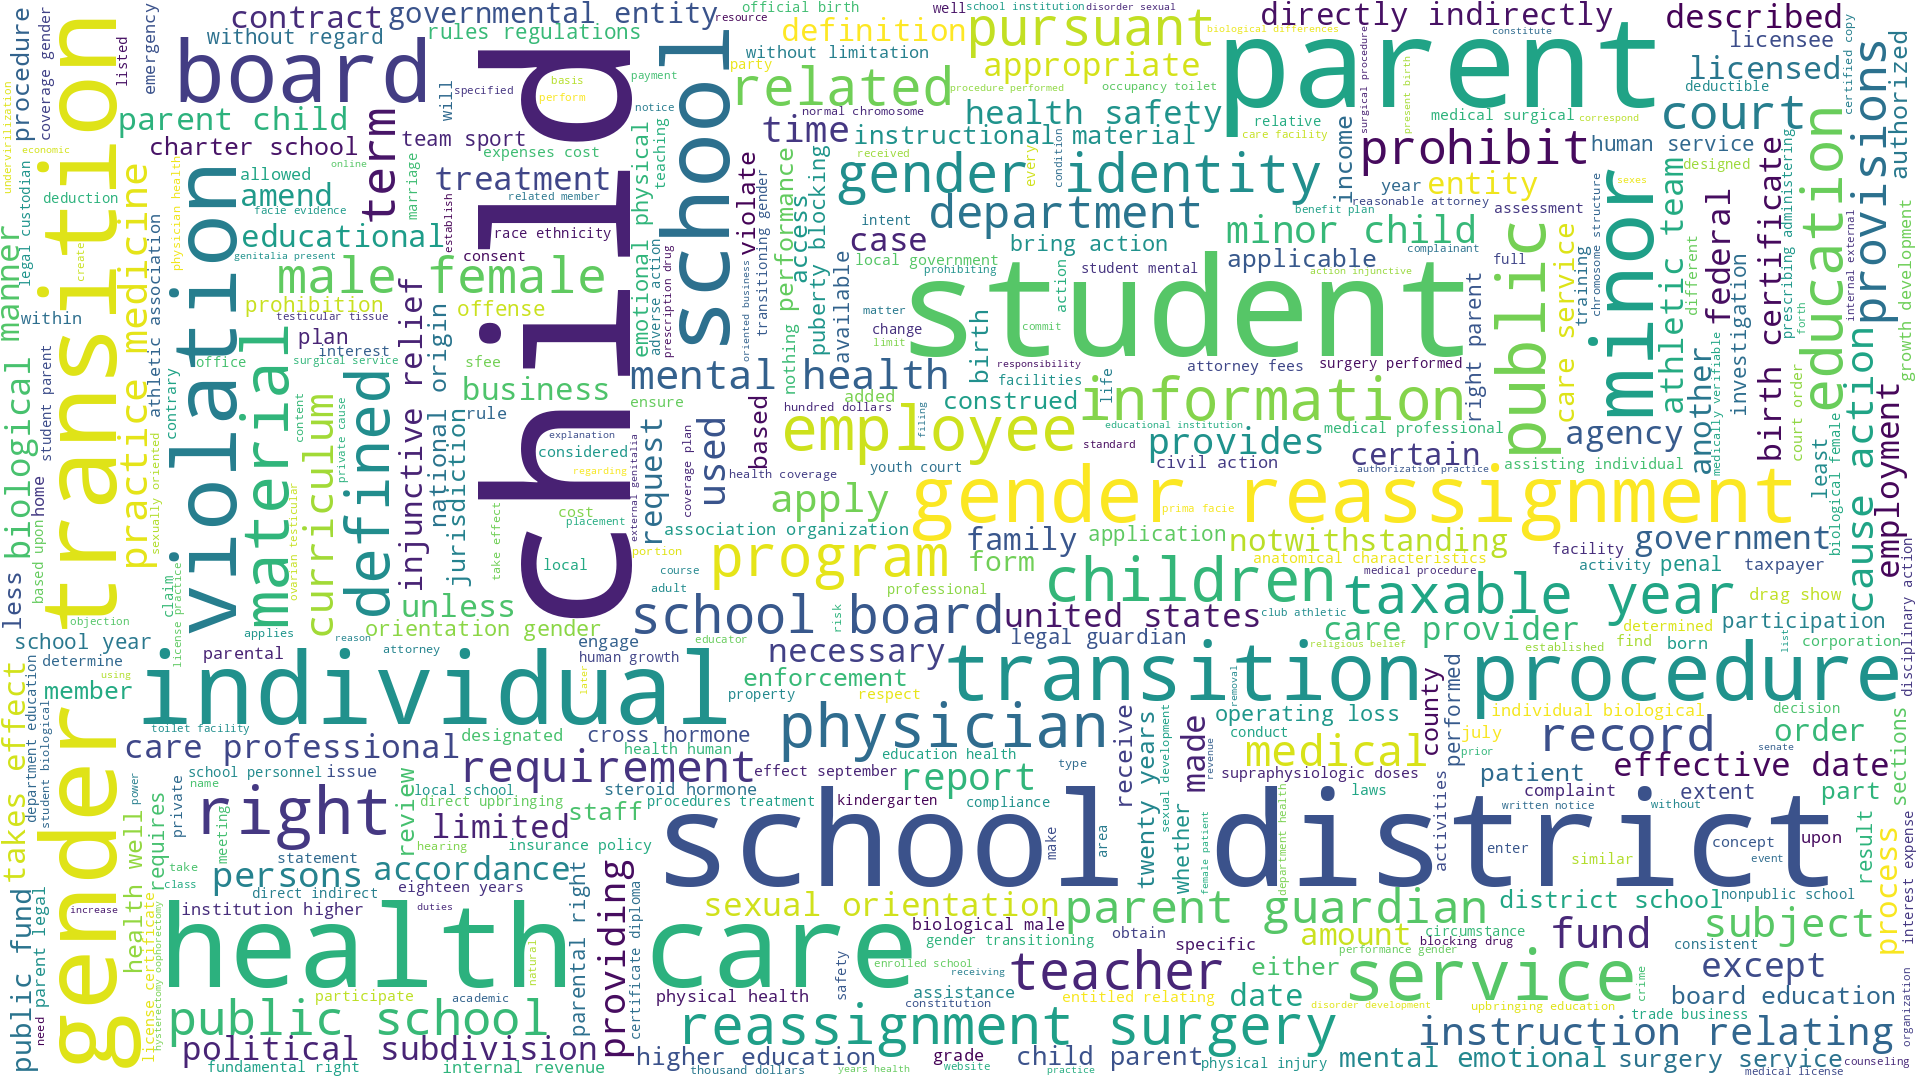 child
school district
student
parent
gender transition
health care
individual
transition procedure
gender reassignment
school
violation
minor
board
physician
right
reassignment surgery
service
teacher
public school
parent guardian
public
gender identity
information
employee
children
taxable year
school board
program
material
defined
education
provisions
male female
pursuant
related
prohibit
court
department
mental health
requirement
medical
record
fund
subject
instruction relating
political subdivision
providing
persons
accordance
limited
care professional
sexual orientation
except
effective date
cause action
birth certificate
employment
athletic team
federal
another
minor child
health safety
instructional material
appropriate
definition
directly indirectly
described
licensed
licensee
authorized
contract
governmental entity
rules regulations
without regard
parent child
charter school
team sport
expenses cost
treatment
term
amend
allowed
educational
procedure
coverage gender
emergency
listed
practice medicine
less biological manner
takes effect
public fund
curriculum
injunctive relief
national origin
jurisdiction
business
unless
orientation gender
request
used
based
apply
family
form
application
notwithstanding
united states
legal guardian
necessary
enforcement
care provider
participation
government
agency
certain
provides
construed
case
time
access
puberty blocking
nothing performance
available
violate
emotional physical
without limitation
official birth
human service
entity
income
applicable
bring action
birth
care service
investigation
process
result
sections
order
part
upon
extent
complaint
patient
performed
county
operating loss
made
receive
report
staff
review
cross hormone
steroid hormone
member
school year
health well
requires
private
institution higher
higher education
child parent
mental emotional
surgery service
board education
district school
nonpublic school
amount
either
date
specific
assistance
physical health
internal revenue
fundamental right
parental right
certificate diploma
insurance policy
eighteen years
twenty years
whether
activities
supraphysiologic doses
drag show
taxpayer
penal
activity
facility
corporation
determined
find
born
established
individual biological
july
decision
laws
written notice
concept
event
enter
similar
circumstance
blocking drug
consistent
trade business
upbringing education
physical injury
thousand dollars
years health
website
grade
practice
medical license
counseling
organization
interest expense
disciplinary action
growth development
biological female
court order
least
race ethnicity
consent
related member
offense
prohibition
plan
interest
surgical service
testicular tissue
office
sfee
rule
ensure
added
facilities
attorney fees
surgery performed
responsibility
student mental
local government
prohibiting
action injunctive
complainant
benefit plan
reasonable attorney
year
assessment
full
training
different
designed
deductible
certified copy
internal external
prescribing administering
chromosome structure
medically verifiable
right parent
assisting individual
medical professional
civil action
authorization practice
youth court
health coverage
hundred dollars
educational institution
standard
filing
association organization
prima facie
anatomical characteristics
medical procedure
club athletic
religious belief
professional
course
adult
risk
educator
portion
local
placement
cost
regarding
considered
explanation
take effect
external genitalia
coverage plan
engage
human growth
property
respect
later
attorney
reason
applies
claim
license practice
parental
objection
using
determine
department education
student biological
toilet facility
designated
health human
education health
effect september
kindergarten
compliance
type
conduct
prior
senate
removal
revenue
sexual development
procedures treatment
direct upbringing
local school
hearing
meeting
issue
school personnel
name
power
take
class
statement
direct indirect
duties
academic
participate
natural
increase
need parent legal
license certificate
hysterectomy oophorectomy
biological male
gender transitioning
enrolled school
receiving
constitution
obtain
entitled relating
disorder development
performance gender
department health
female patient
crime
safety
make
area
list
deduction
legal custodian
create
economic
undervirilization
within
student parent
home
based upon
athletic association
physician health
sexually oriented
contrary
facie evidence
genitalia present
ovarian testicular
content
private cause
marriage
establish
will
specified
basis
perform
payment
notice
teaching
adverse action
prescription drug
oriented business
transitioning gender
party
well
resource
school institution
disorder sexual
biological differences
constitute
procedure performed
occupancy toilet
normal chromosome
relative
care facility
medical surgical
surgical procedure
present birth
correspond
received
every
condition
intent
matter
change
limit
commit
action
life
sexes
forth
online
without